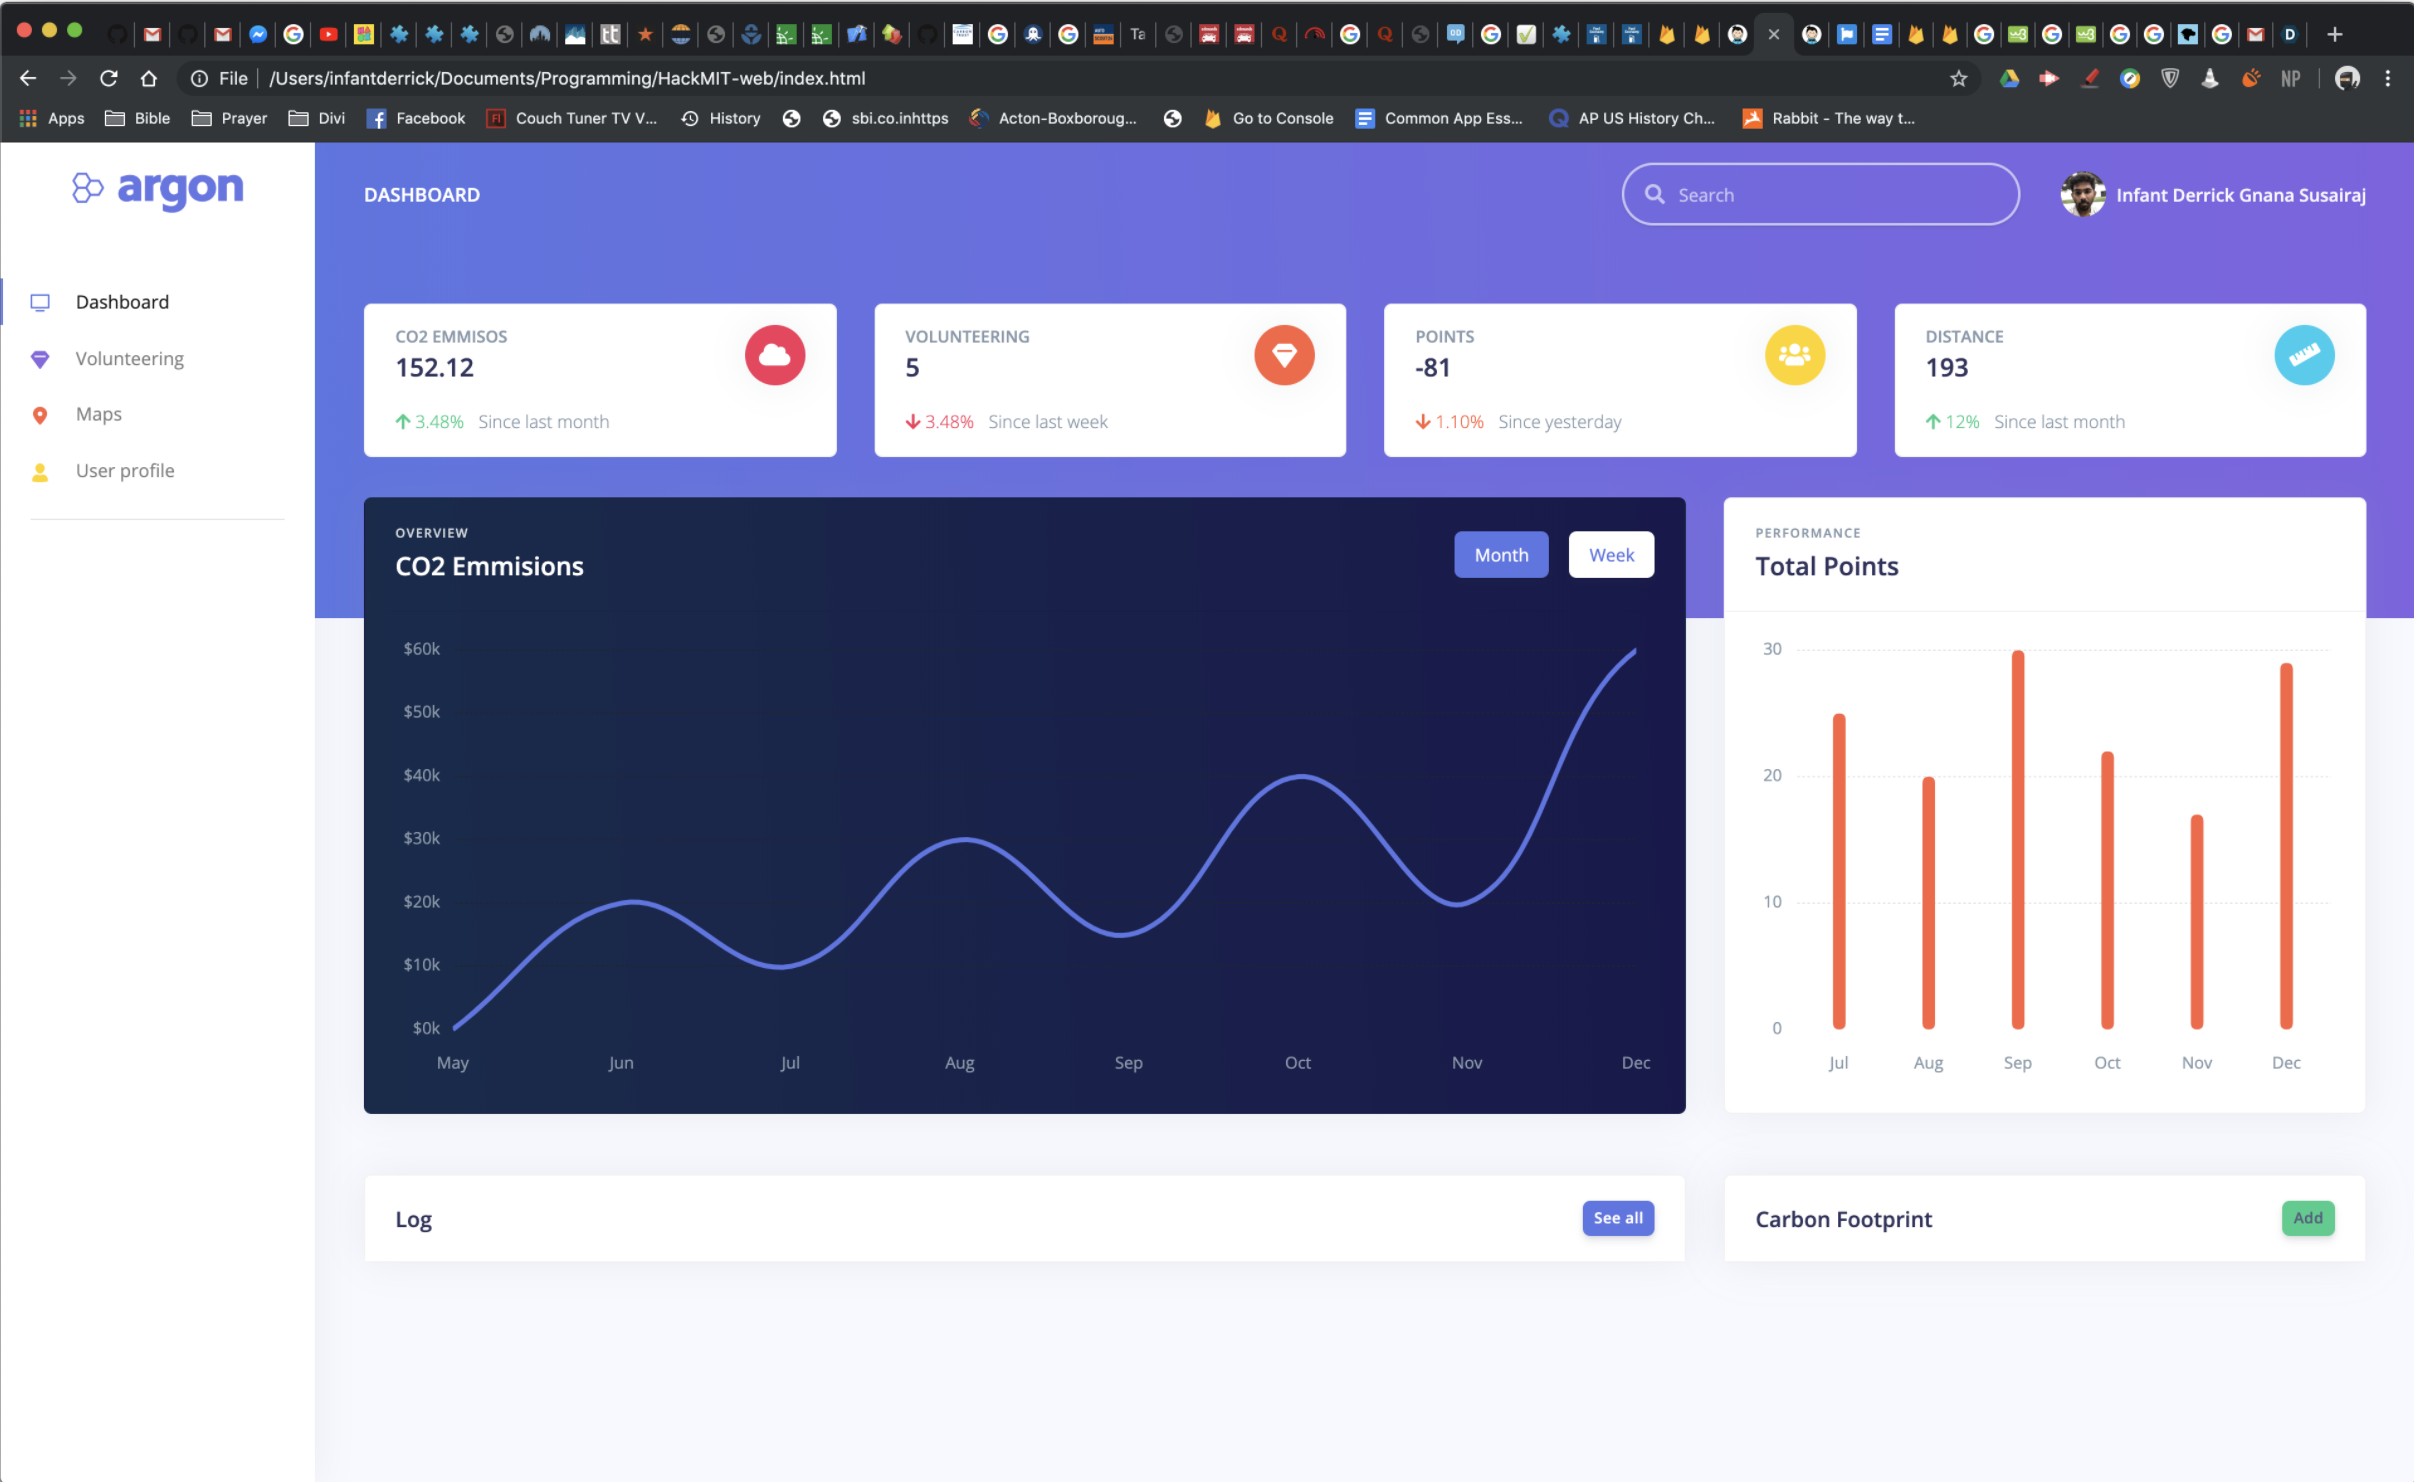 Ta
NP
File /Users/infantderrick/Documents/Programming/HackMIT-web/index.html
Apps Bible Prayer Divi Facebook Couch Tuner TV V... History sbi.co.inhttps Acton-Boxboroug... Go to Console Common App Ess... AP US History Ch... Rabbit - The way t...
argon
DASHBOARD
Search
Infant Derrick Gnana Susairaj
Dashboard
Volunteering
Maps
User profile
CO2 EMMISOS
152.12
3.48% Since last month
VOLUNTEERING
5
3.48% Since last week
POINTS
-81
1.10% Since yesterday
DISTANCE
193
12% Since last month
OVERVIEW
CO2 Emmisions
Month
Week
$60k
$50k
$40k
$30k
$20k
$10k
$0k
May Jun Jul Aug Sep Oct Nov Dec
PERFORMANCE
Total Points
30
20
10
0
Jul Aug Sep Oct Nov Dec
Log
See all
Carbon Footprint
Add